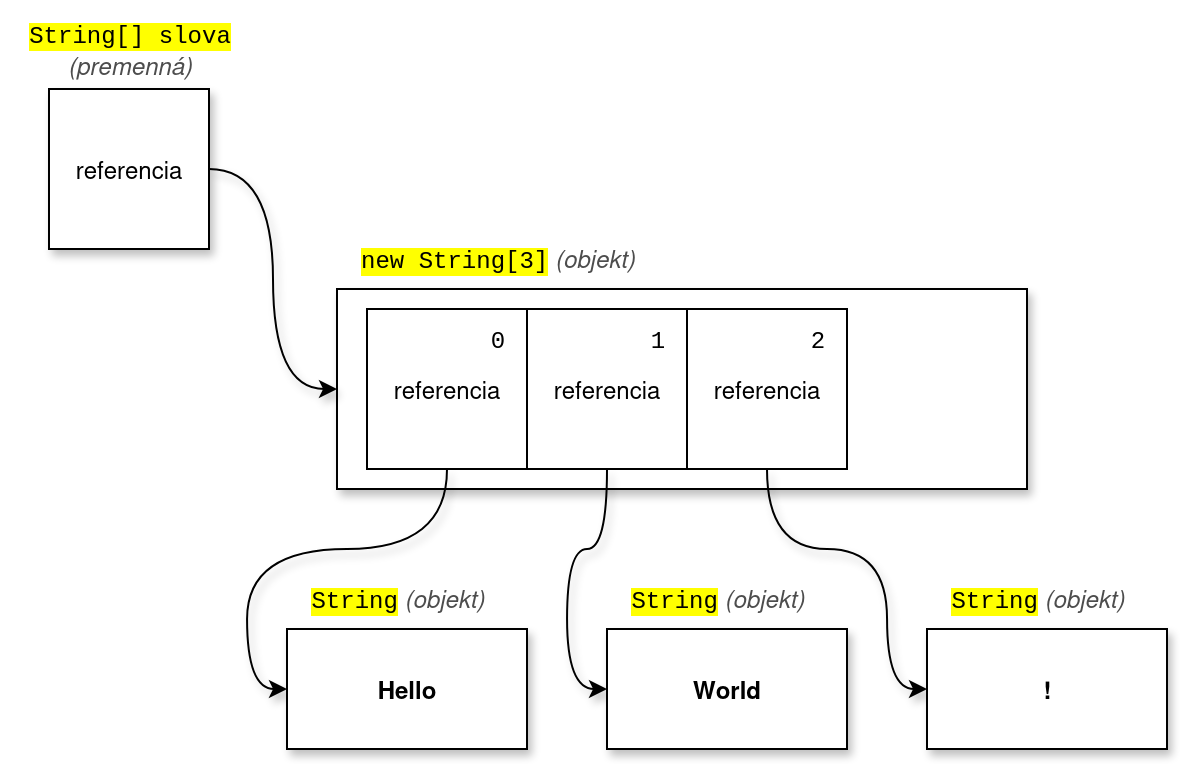 String[] slova
(premenná)
referencia
new String[3] (objekt)
0 1 2
referencia referencia referencia
String (objekt) String (objekt) String (objekt)
Hello World !